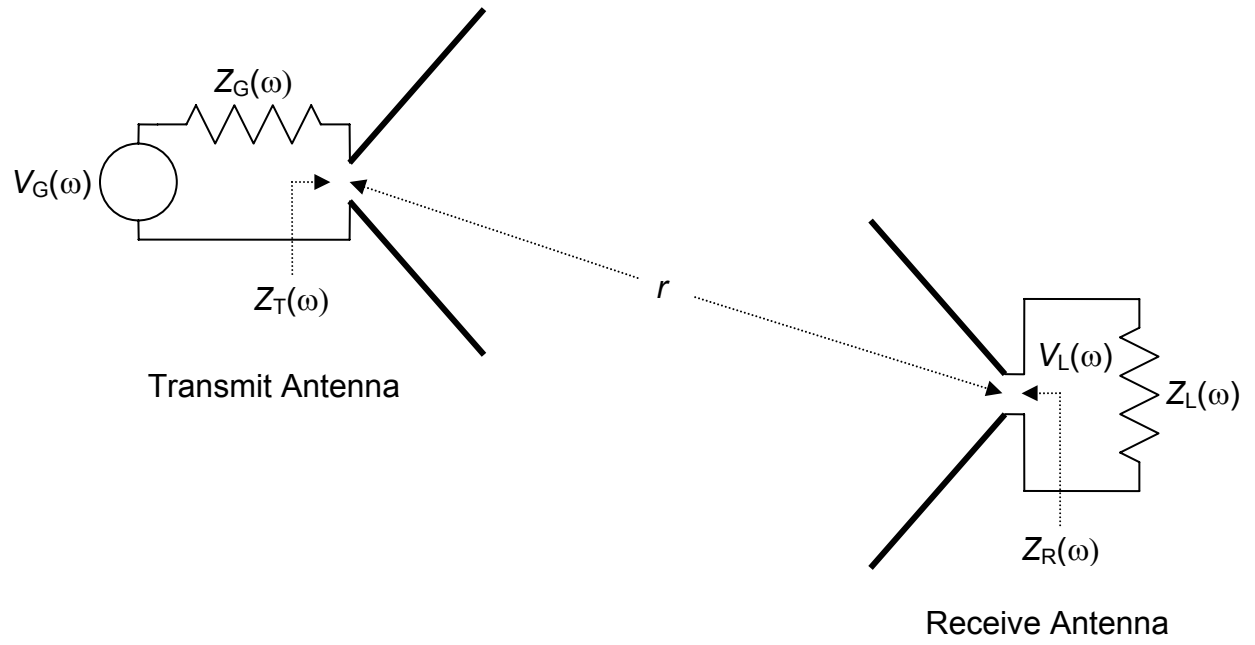 Z_G(ω)
V_G(ω)
Z_T(ω)
r
Transmit Antenna
V_L(ω)
Z_L(ω)
Z_R(ω)
Receive Antenna